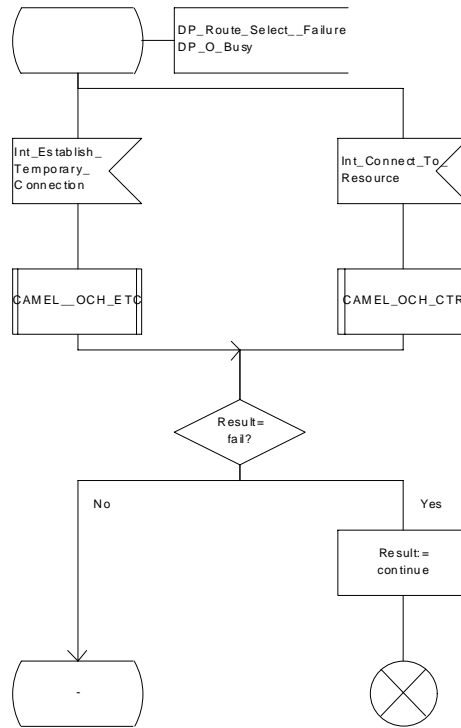 DP_Route_Select__Failure
DP_O_Busy
Int_Establish_
Temporary_
Connection
Int_Connect_To_
Resource
CAMEL__OCH_ETC
CAMEL_OCH_CTR
Result=
fail?
No
Yes
Result:=
continue
-